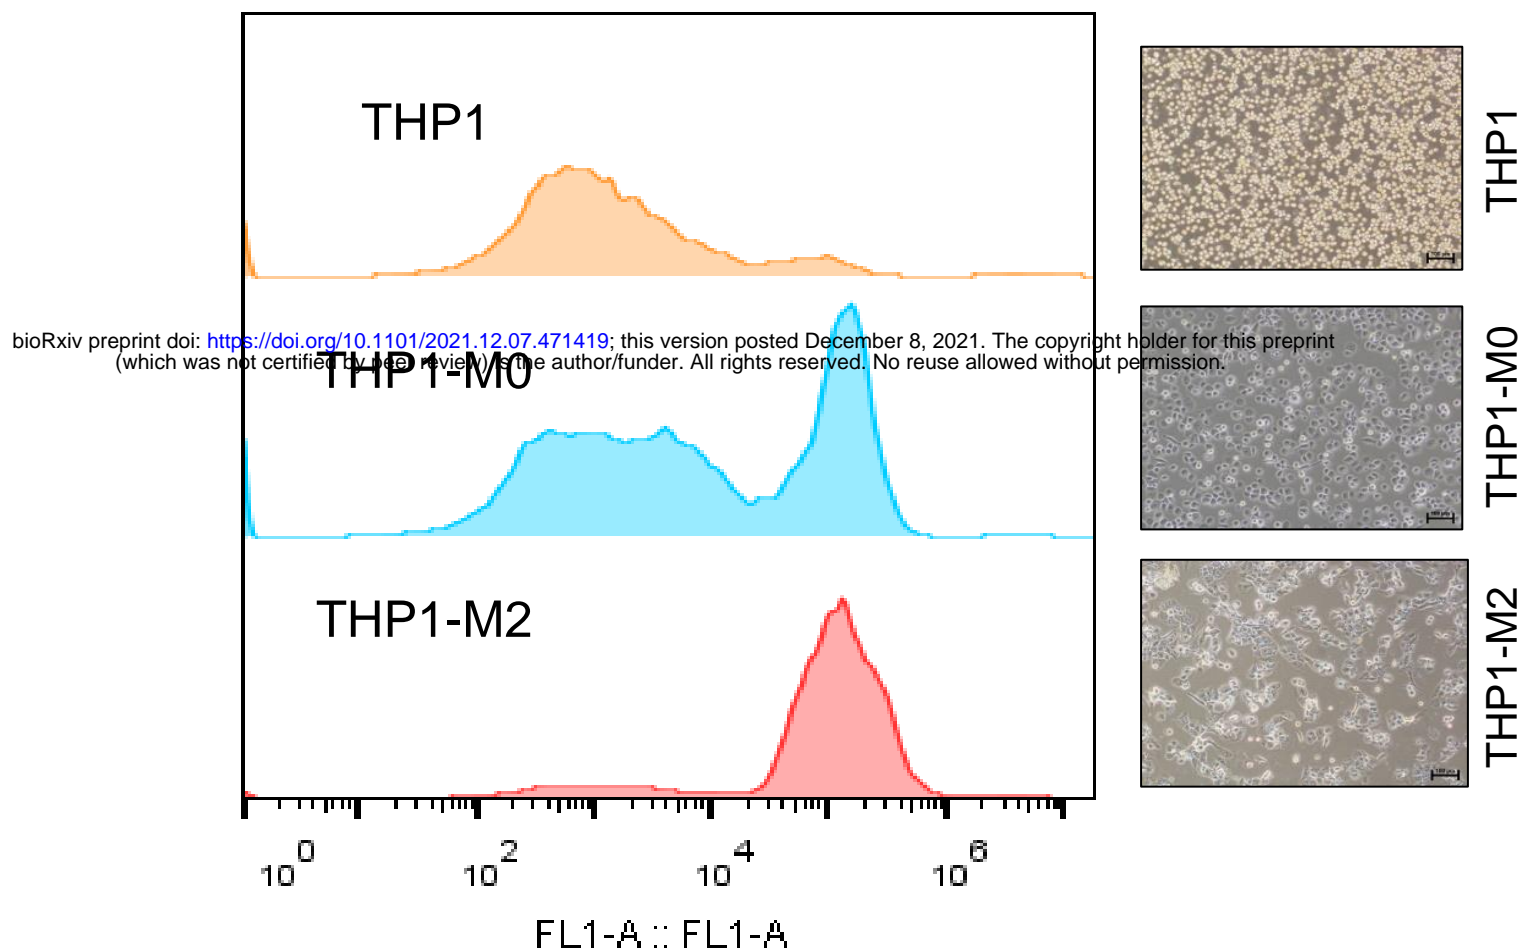 THP1
THP1
bioRxiv preprint doi: https://doi.org/10.1101/2021.12.07.471419; this version posted December 8, 2021. The copyright holder for this preprint
(which was not certified by peer review) is the author/funder. All rights reserved. No reuse allowed without permission.
THP1-M0
THP1-M0
THP1-M2
THP1-M2
10^0 10^2 10^4 10^6
FL1-A :: FL1-A